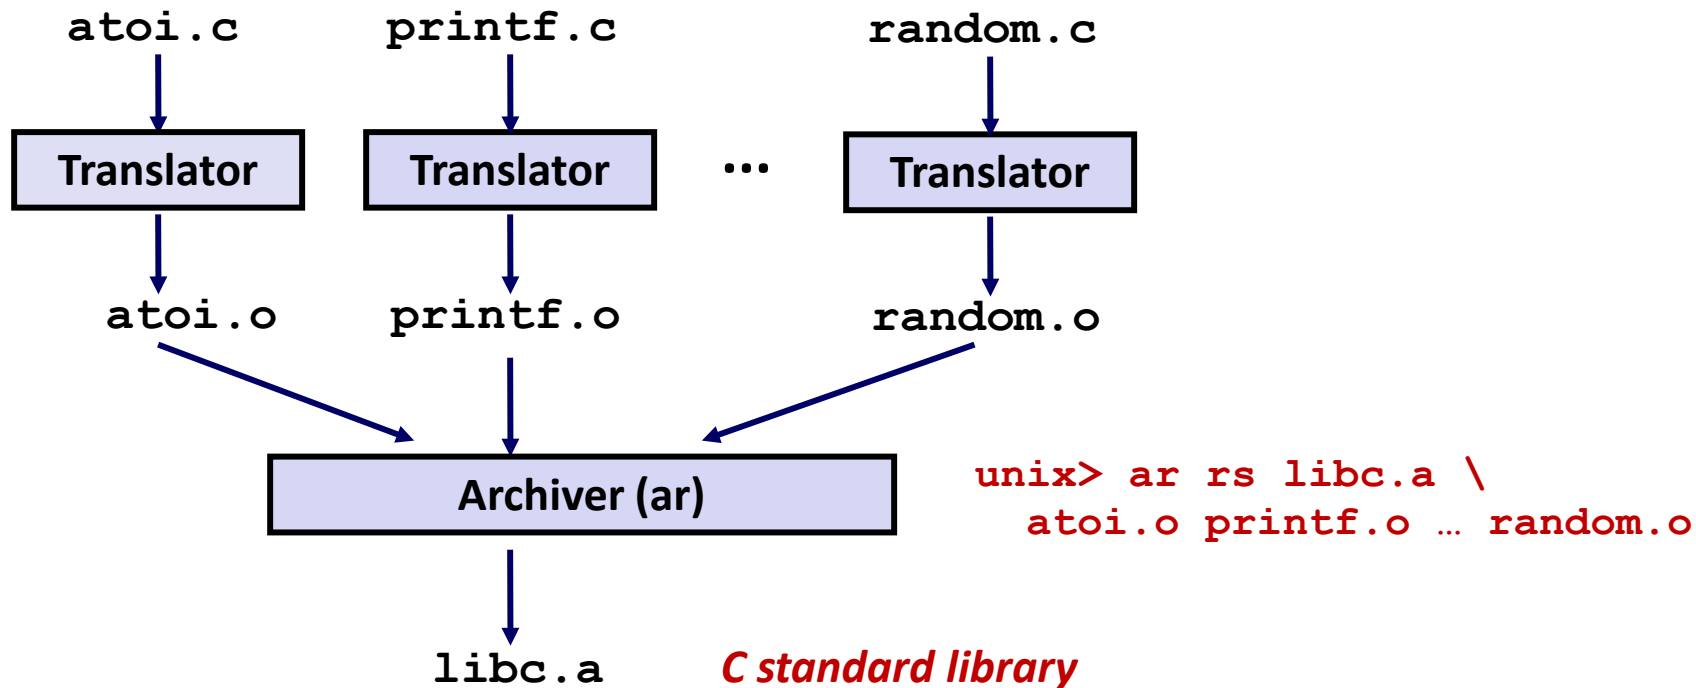 atoi.c printf.c random.c
Translator Translator ... Translator
atoi.o printf.o random.o
Archiver (ar)
unix> ar rs libc.a \
atoi.o printf.o … random.o
libc.a C standard library